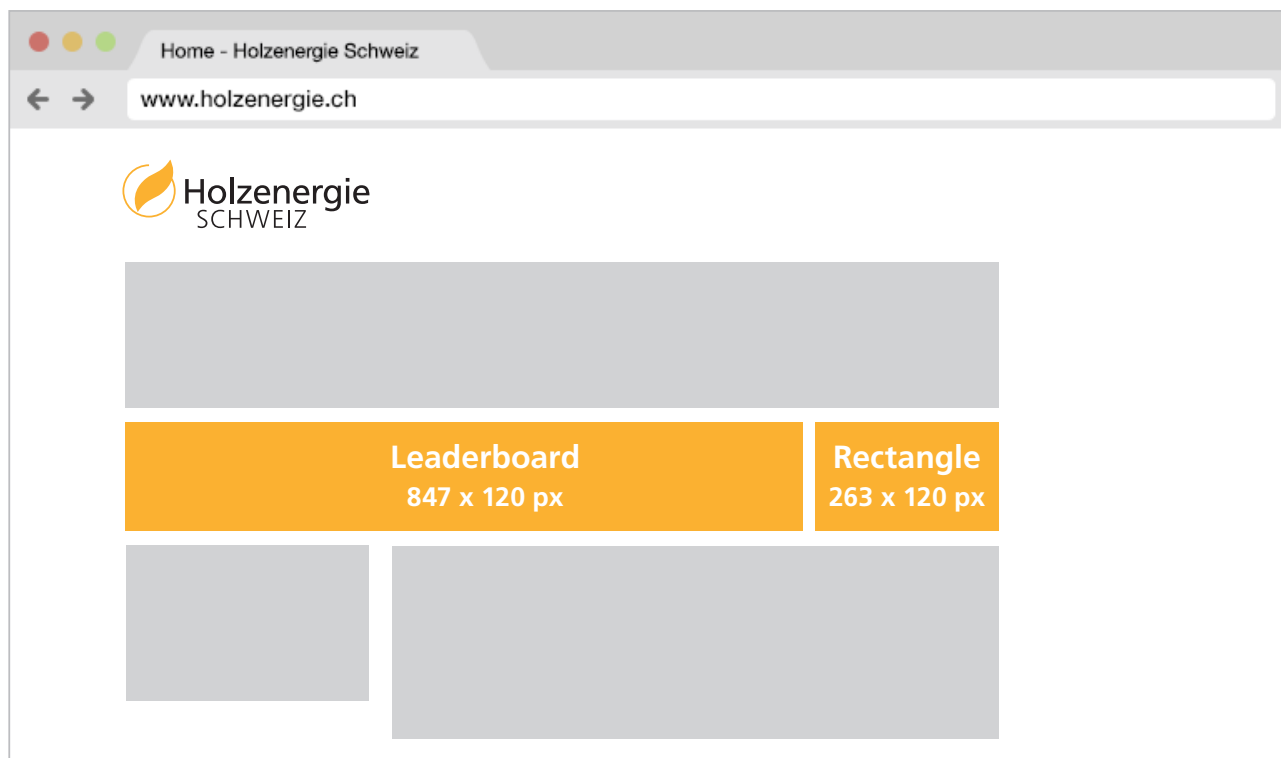 Home - Holzenergie Schweiz
www.holzenergie.ch
Holzenergie
SCHWEIZ
Leaderboard
847 x 120 px
Rectangle
263 x 120 px